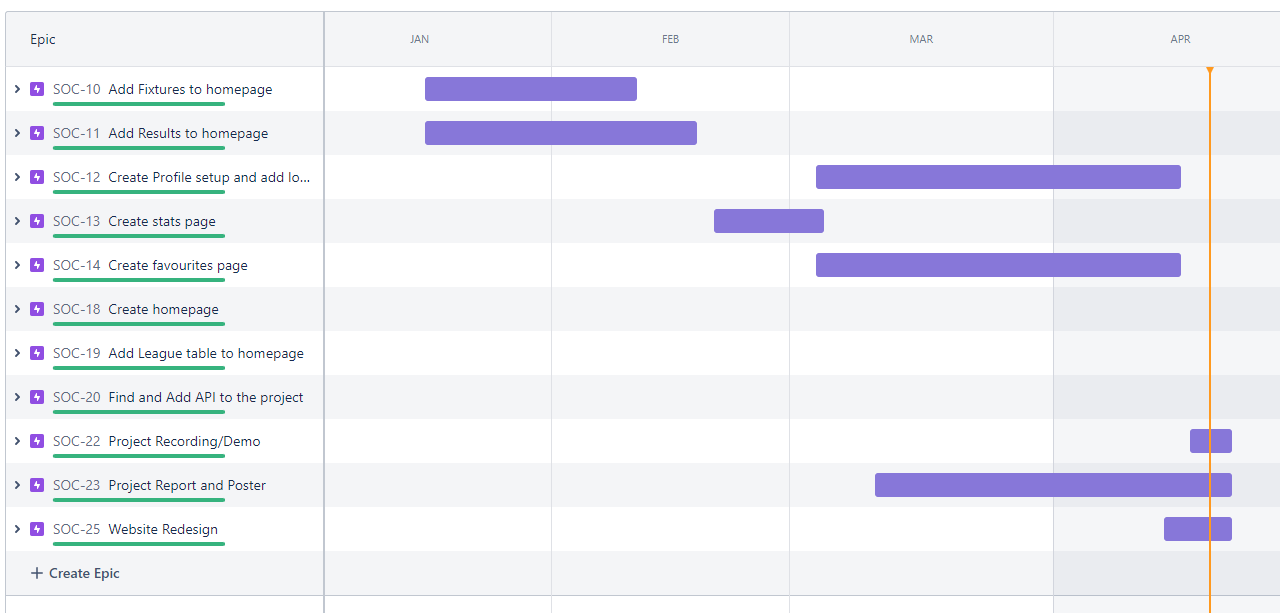 Epic JAN FEB MAR APR
SOC-10 Add Fixtures to homepage
SOC-11 Add Results to homepage
SOC-12 Create Profile setup and add lo...
SOC-13 Create stats page
SOC-14 Create favourites page
SOC-18 Create homepage
SOC-19 Add League table to homepage
SOC-20 Find and Add API to the project
SOC-22 Project Recording/Demo
SOC-23 Project Report and Poster
SOC-25 Website Redesign
+ Create Epic